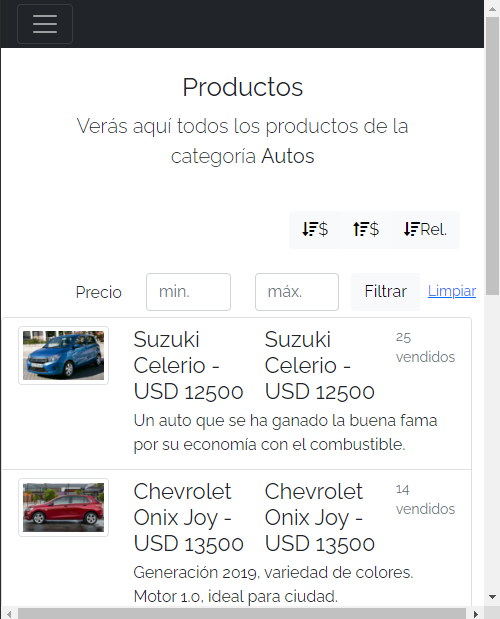 Productos
Verás aquí todos los productos de la
categoría Autos
$ $ Rel.
Precio min. máx. Filtrar Limpiar
Suzuki Celerio - USD 12500
Suzuki Celerio - USD 12500
25 vendidos
Un auto que se ha ganado la buena fama
por su economía con el combustible.
Chevrolet Onix Joy - USD 13500
Chevrolet Onix Joy - USD 13500
14 vendidos
Generación 2019, variedad de colores.
Motor 1.0, ideal para ciudad.